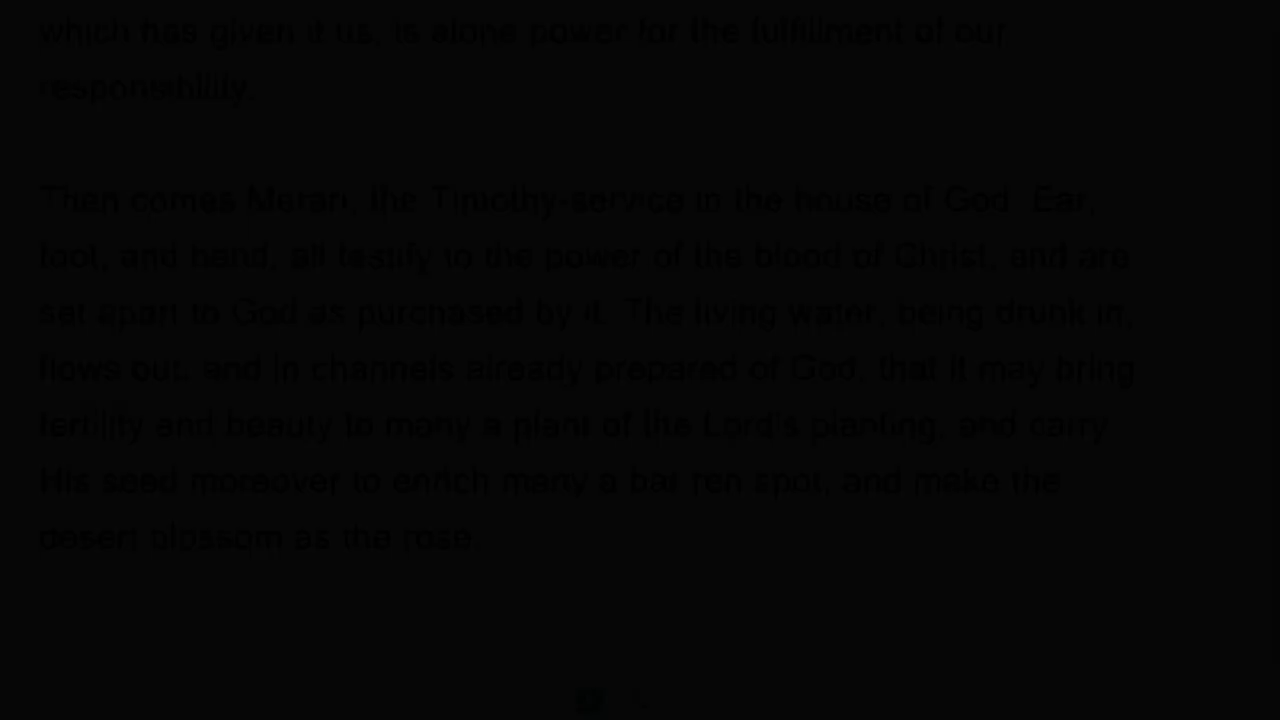 which has given it us, is alone power for the fulfillment of our
responsibility.
Then comes Merari, the Timothy-service in the house of God. Ear,
foot, and hand, all testify to the power of the blood of Christ, and are
set apart to God as purchased by it. The living water, being drunk in,
flows out, and in channels already prepared of God, that it may bring
fertility and beauty to many a plant of the Lord's planting, and carry
His seed moreover to enrich many a bar ren spot, and make the
desert blossom as the rose.